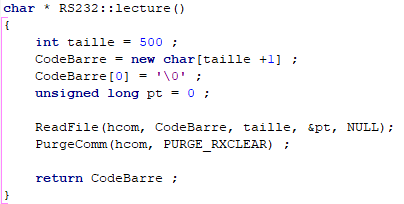 char * RS232::lecture()
{
int taille = 500 ;
CodeBarre = new char[taille +1] ;
CodeBarre[0] = '\0' ;
unsigned long pt = 0 ;
ReadFile(hcom, CodeBarre, taille, &pt, NULL);
PurgeComm(hcom, PURGE_RXCLEAR) ;
return CodeBarre ;
}